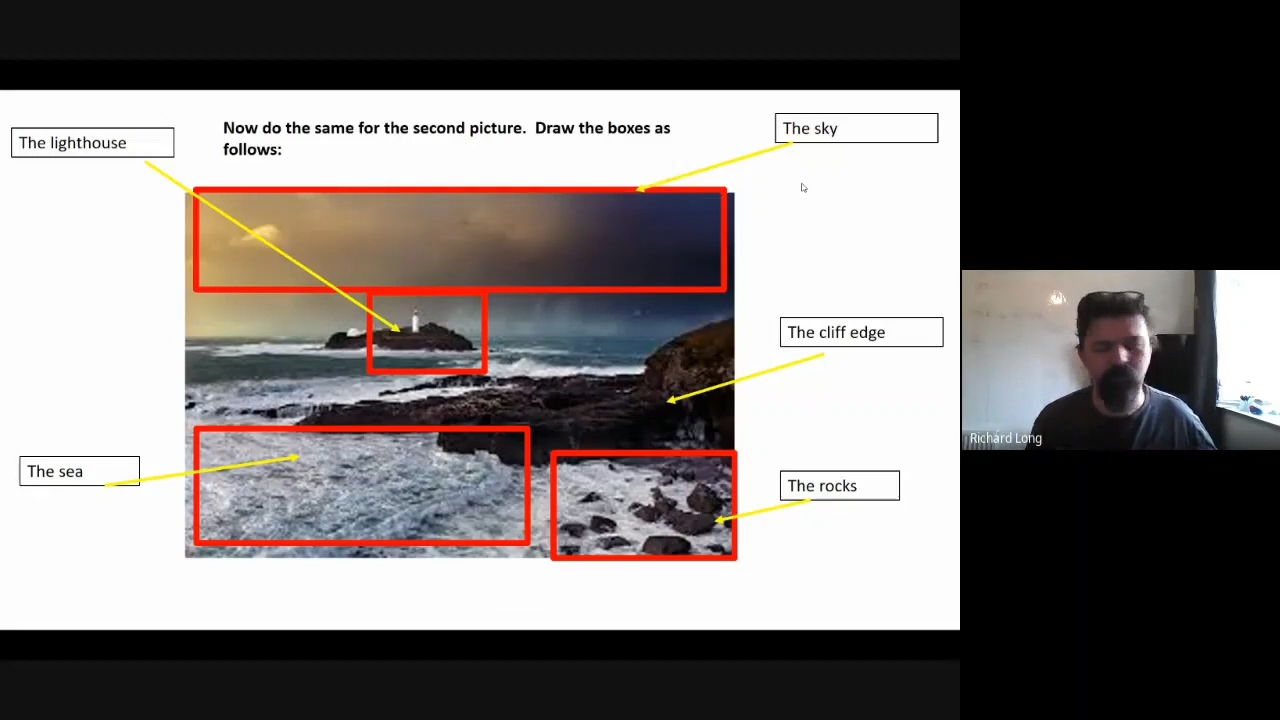 Now do the same for the second picture.  Draw the boxes as
follows:
The lighthouse
The sky
The cliff edge
The sea
The rocks
Richard Long